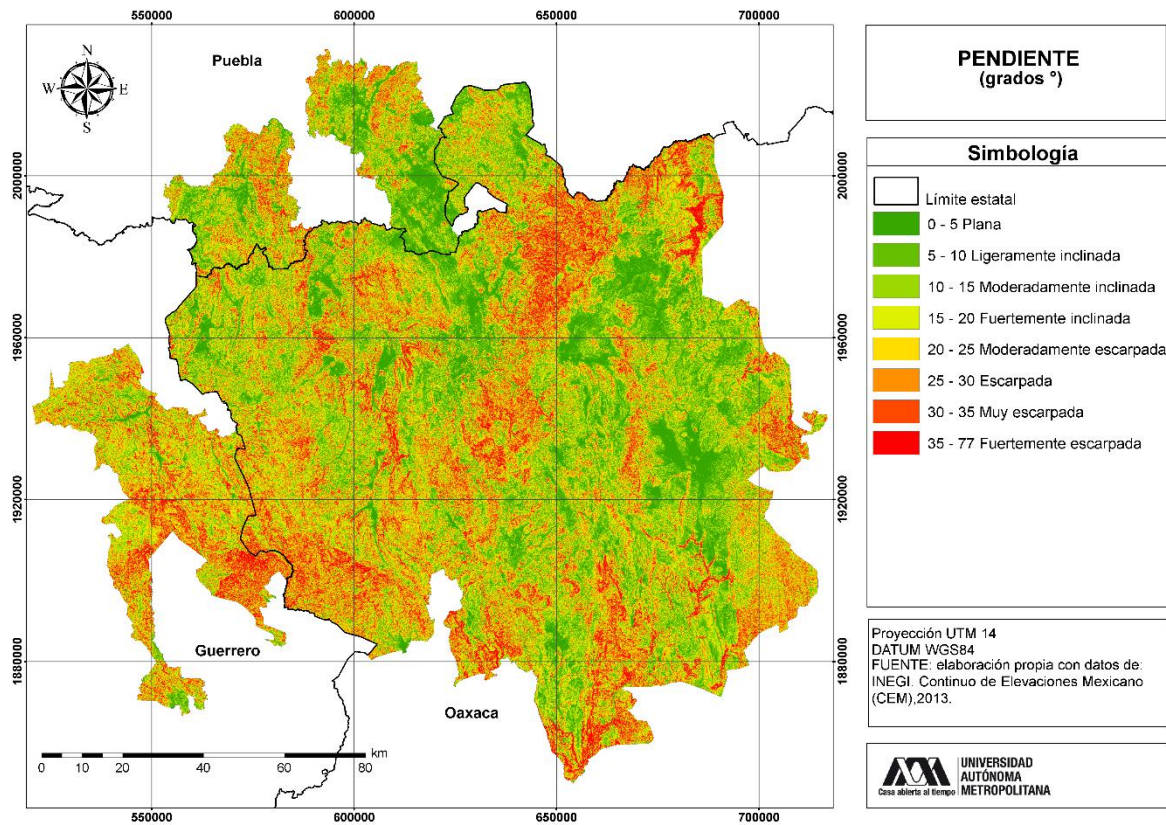 550000 600000 650000 700000
N
W E
S
Puebla
Guerrero
Oaxaca
2000000
1960000
1920000
1880000
2000000
1960000
1920000
1880000
km
0 10 20 40 60 80
550000 600000 650000 700000
PENDIENTE
(grados °)
Simbología
Límite estatal
0 - 5 Plana
5 - 10 Ligeramente inclinada
10 - 15 Moderadamente inclinada
15 - 20 Fuertemente inclinada
20 - 25 Moderadamente escarpada
25 - 30 Escarpada
30 - 35 Muy escarpada
35 - 77 Fuertemente escarpada
Proyección UTM 14
DATUM WGS84
FUENTE: elaboración propia con datos de:
INEGI. Continuo de Elevaciones Mexicano
(CEM),2013.
Casa abierta al tiempo
UNIVERSIDAD
AUTÓNOMA
METROPOLITANA